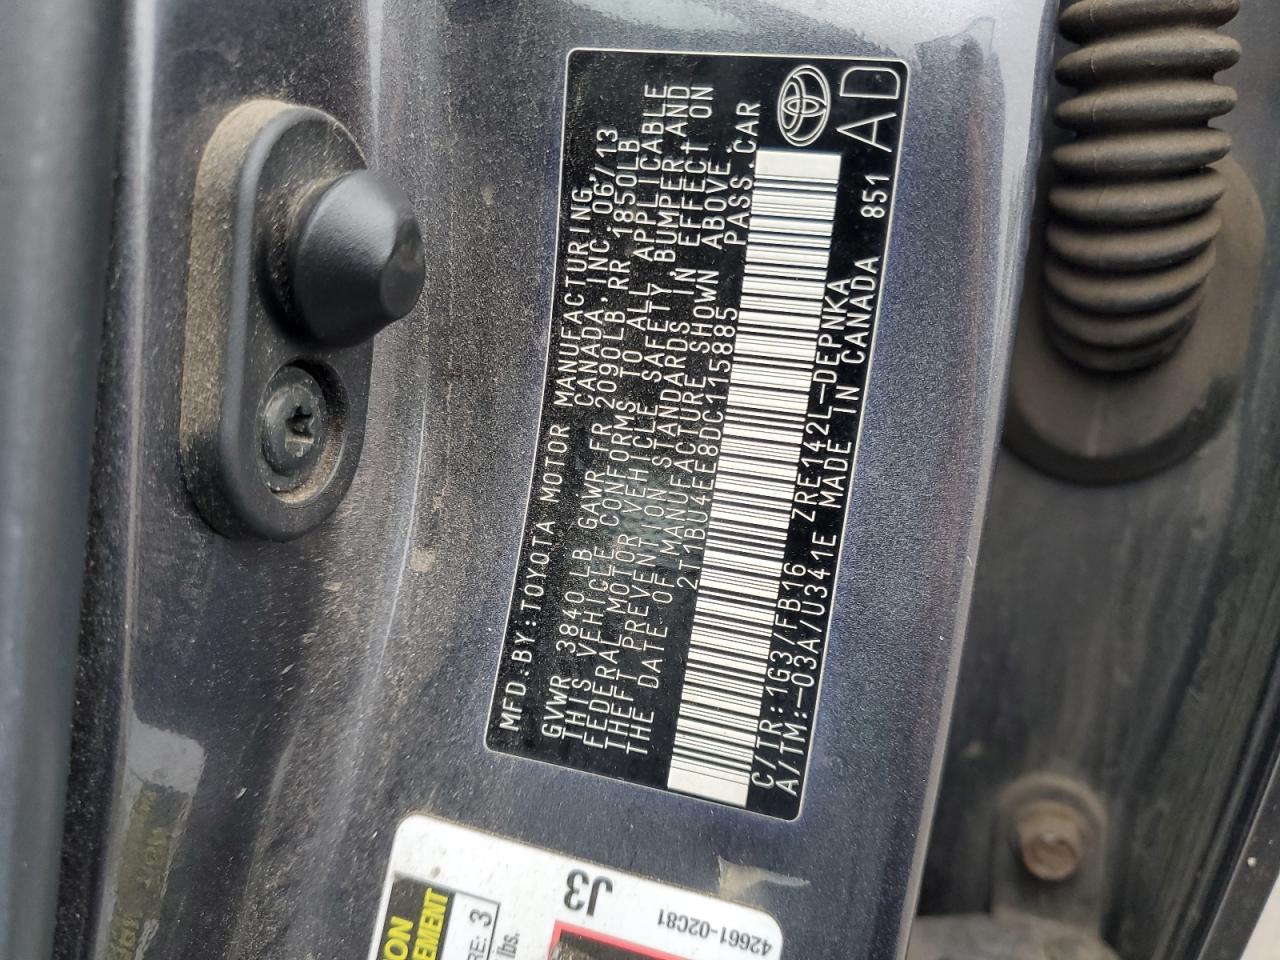 MFD.BY:TOYOTA MOTOR MANUFACTURING
CANADA,INC.06/13
GVWR 3840LB GAWR FR 2090LB,RR 1850LB
THIS VEHICLE CONFORMS TO ALL APPLICABLE
FEDERAL MOTOR VEHICLE SAFETY,BUMPER,AND
THEFT PREVENTION STANDARDS IN EFFECT ON
THE DATE OF MANUFACTURE SHOWN ABOVE.
2T1BU4EE8DC115885 PASS.CAR
C/TR:1G3/FB16 ZRE142L-DEPNKA
A/TM:-03A/U341E MADE IN CANADA 851 AD
J3
42661-02C81
3
lbs.